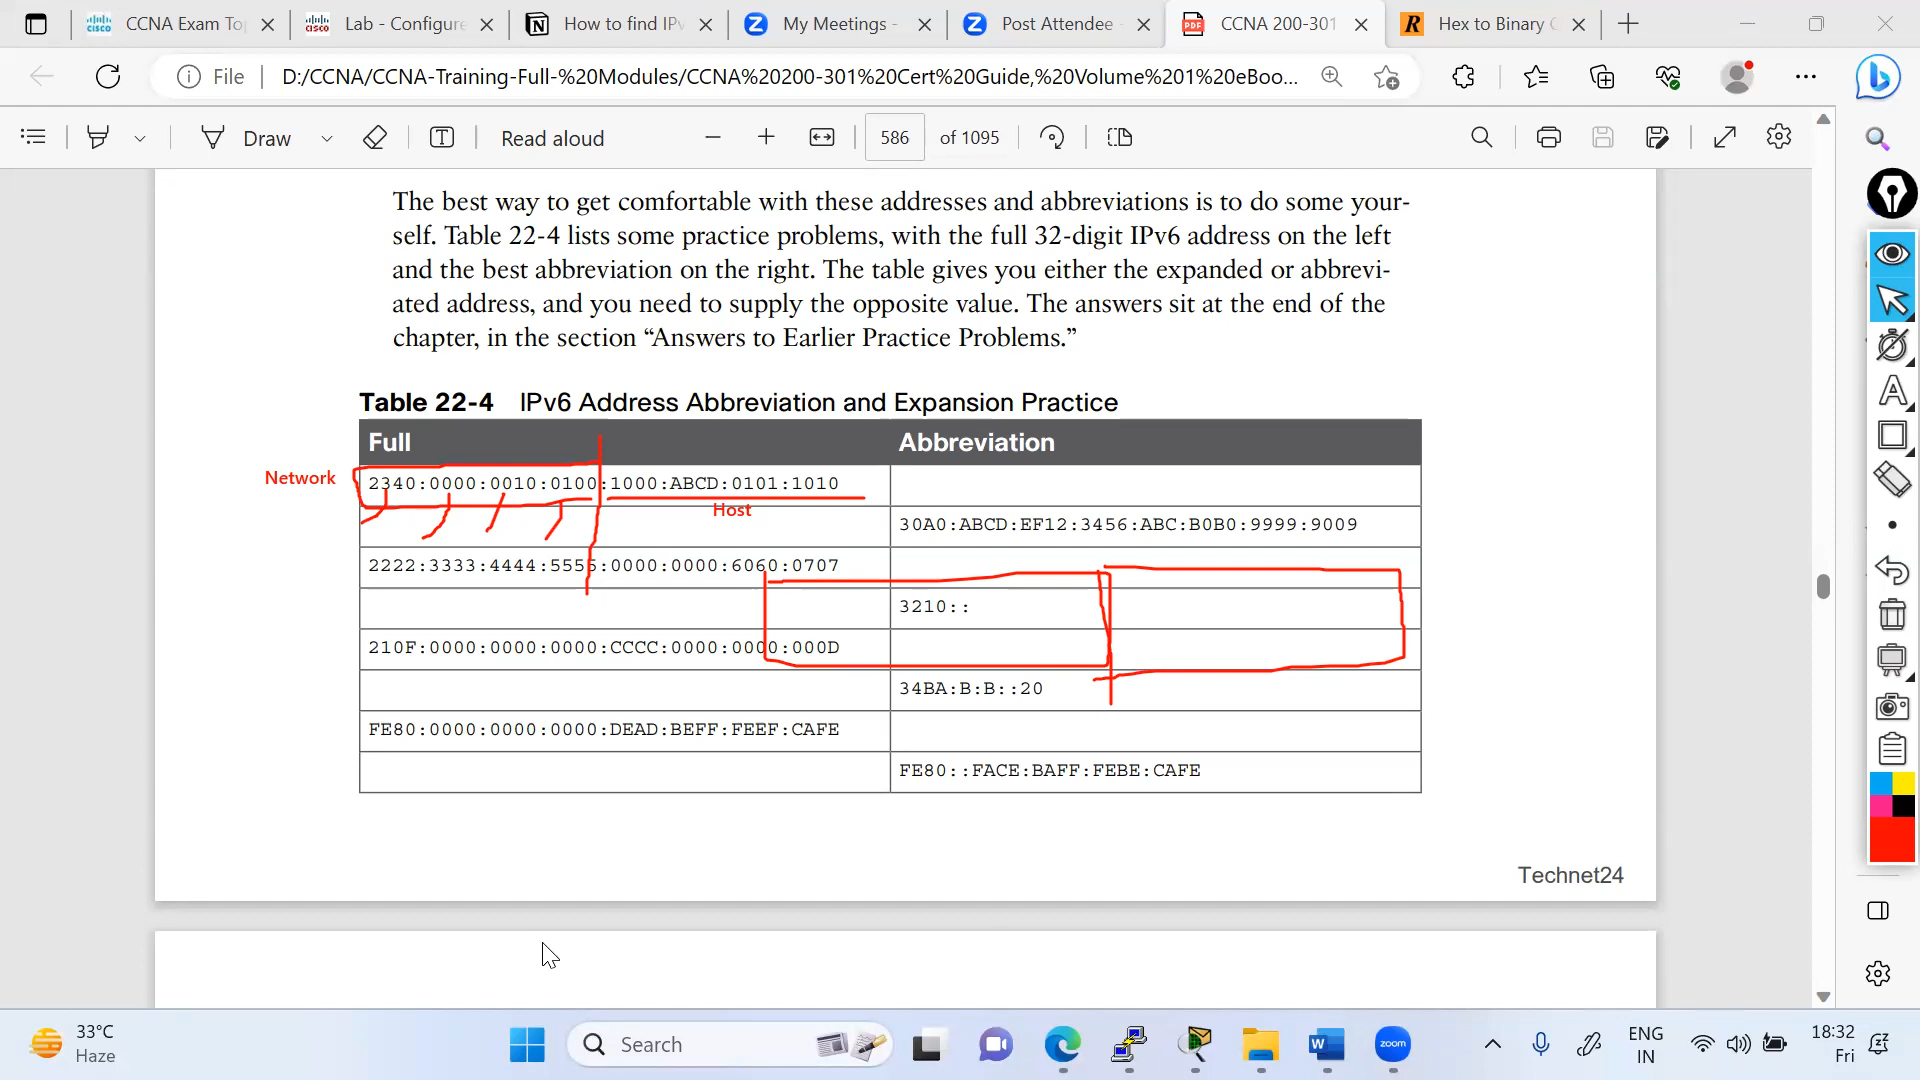 CCNA Exam To
Lab - Configure
How to find IPv
My Meetings -
Post Attendee -
CCNA 200-301
Hex to Binary C
File
D:/CCNA/CCNA-Training-Full-%20Modules/CCNA%20200-301%20Cert%20Guide,%20Volume%201%20eBoo...
Draw
Read aloud
586 of 1095
The best way to get comfortable with these addresses and abbreviations is to do some your-
self. Table 22-4 lists some practice problems, with the full 32-digit IPv6 address on the left
and the best abbreviation on the right. The table gives you either the expanded or abbrevi-
ated address, and you need to supply the opposite value. The answers sit at the end of the
chapter, in the section “Answers to Earlier Practice Problems.”
Table 22-4 IPv6 Address Abbreviation and Expansion Practice
Full Abbreviation
Network
2340:0000:0010:0100:1000:ABCD:0101:1010
Host
30A0:ABCD:EF12:3456:ABC:B0B0:9999:9009
2222:3333:4444:5555:0000:0000:6060:0707
3210::
210F:0000:0000:0000:CCCC:0000:0000:000D
34BA:B:B::20
FE80:0000:0000:0000:DEAD:BEFF:FEEF:CAFE
FE80::FACE:BAFF:FEBE:CAFE
Technet24
33°C
Haze
Search
zoom
ENG
IN
18:32
Fri